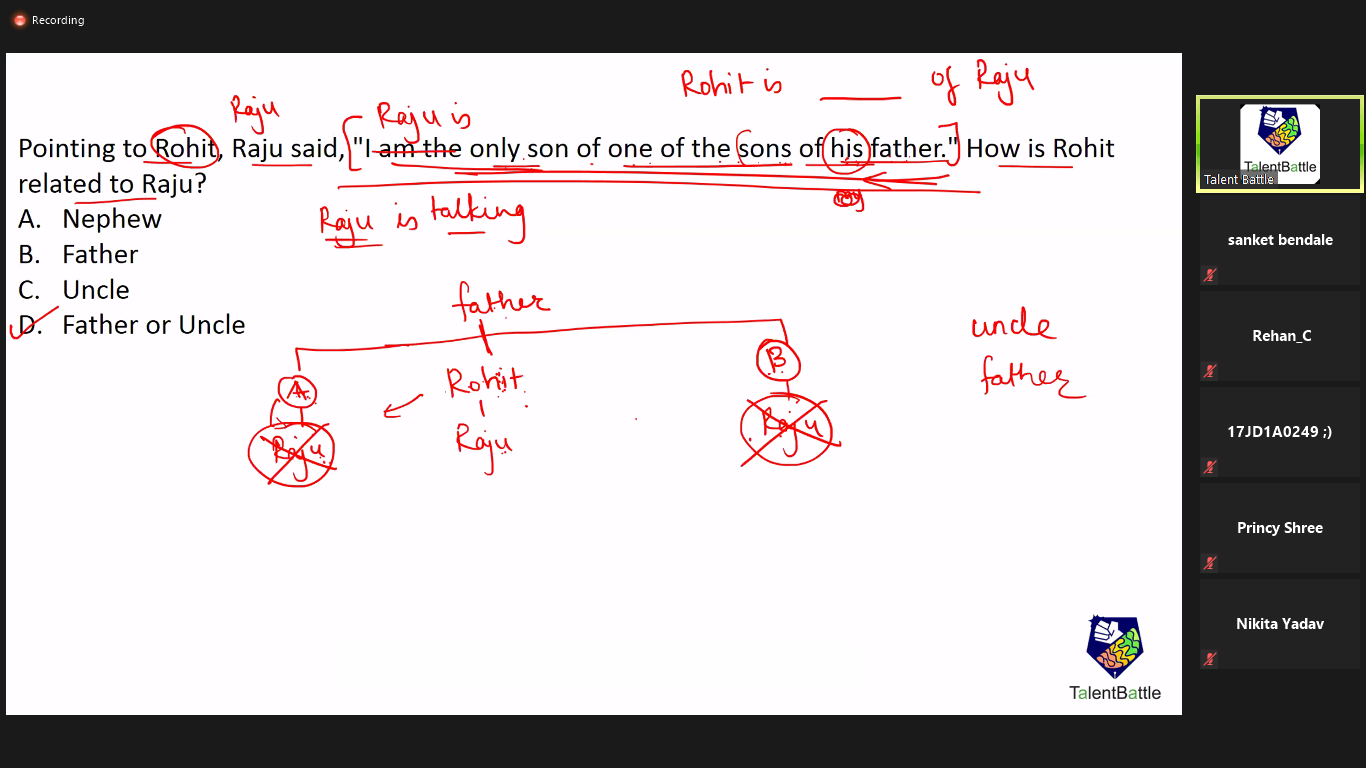 Recording
Rohit is ____ of Raju
Raju
Raju is
Pointing to Rohit, Raju said, "I am the only son of one of the sons of his father." How is Rohit
related to Raju?
Raju is talking
A. Nephew
B. Father
C. Uncle
D. Father or Uncle
father
uncle
father
A
Rohit
B
Raju
Raju
Raju
TalentBattle
TalentBattle
Talent Battle
sanket bendale
Rehan_C
17JD1A0249 ;)
Princy Shree
Nikita Yadav